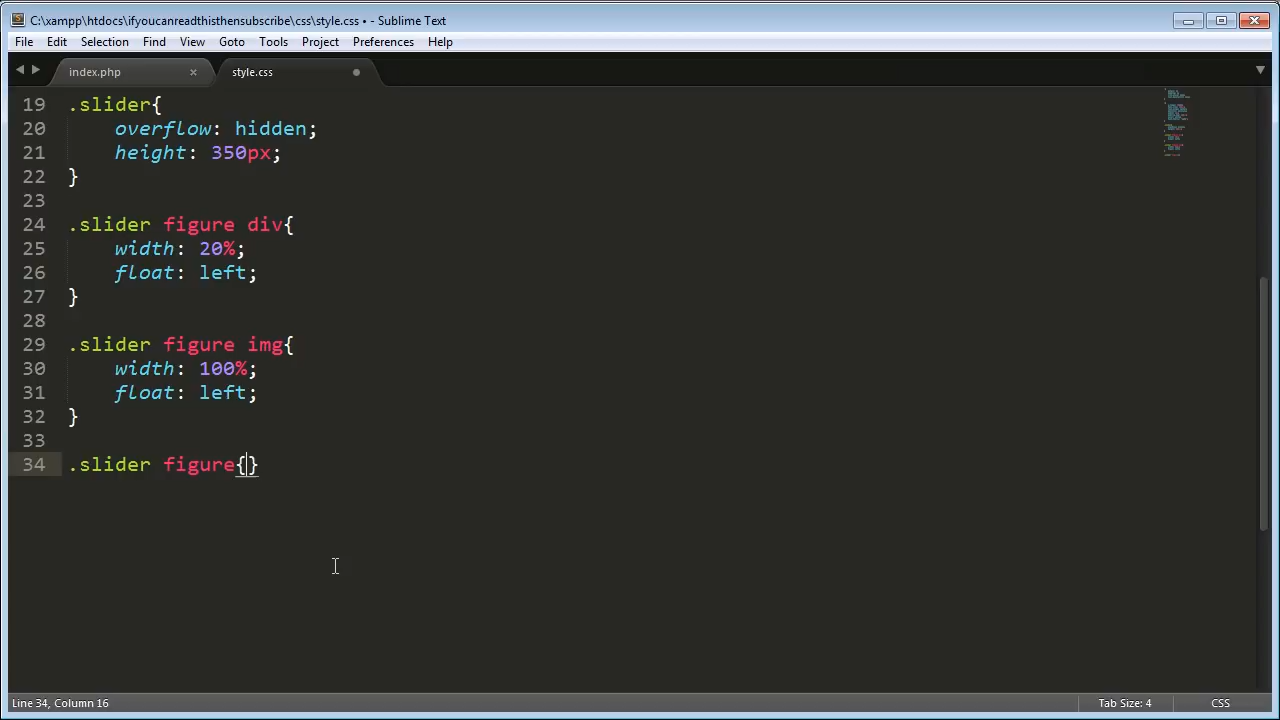 C:\xampp\htdocs\ifyoucanreadthisthensubscribe\css\style.css • - Sublime Text
File Edit Selection Find View Goto Tools Project Preferences Help
index.php × style.css
19 .slider{
20     overflow: hidden;
21     height: 350px;
22 }
23
24 .slider figure div{
25     width: 20%;
26     float: left;
27 }
28
29 .slider figure img{
30     width: 100%;
31     float: left;
32 }
33
34 .slider figure{}
Line 34, Column 16 Tab Size: 4 CSS